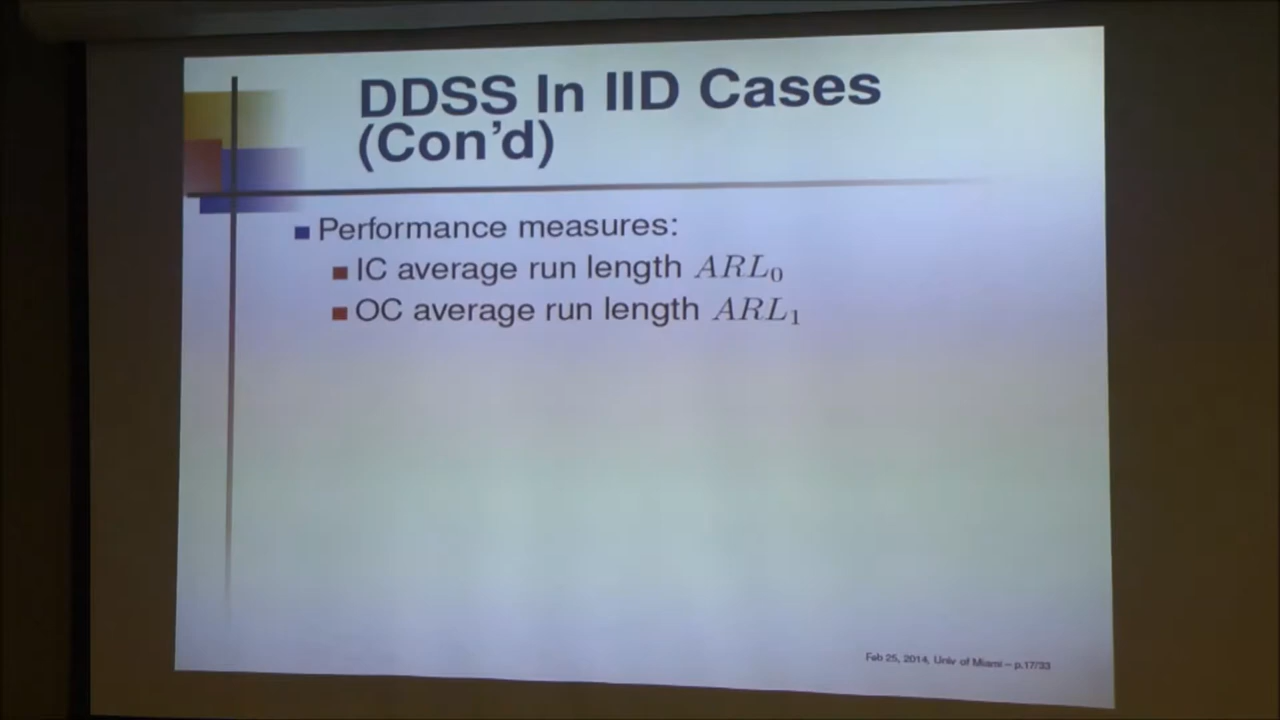 DDSS In IID Cases
(Con'd)
Performance measures:
IC average run length ARL₀
OC average run length ARL₁
Feb 25, 2014, Univ of Miami – p.17/33